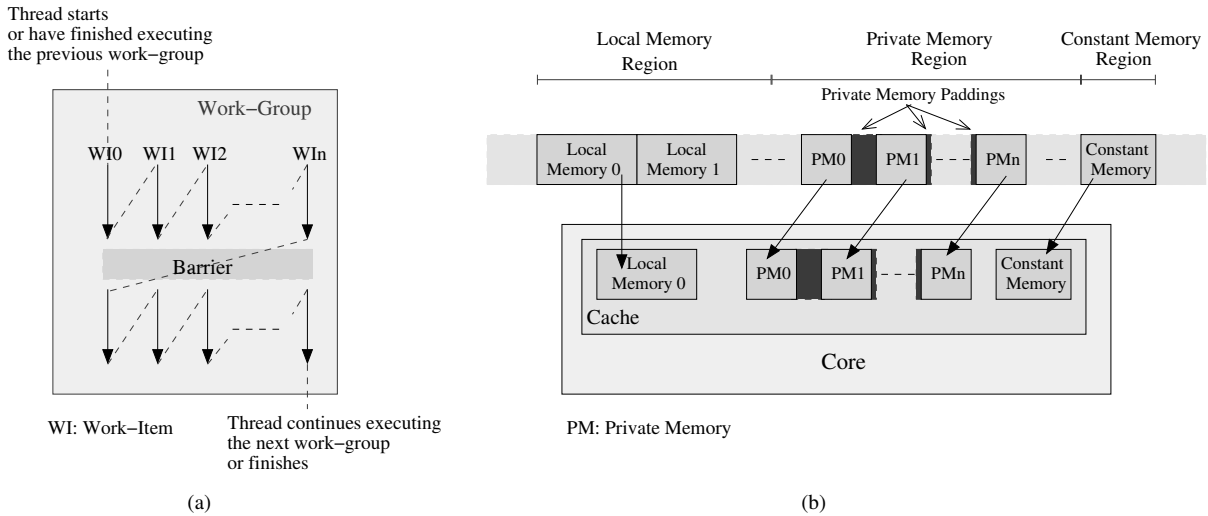 Thread starts
or have finished executing
the previous work−group
Work−Group
WI0 WI1 WI2 WIn
Barrier
WI: Work−Item
Thread continues executing
the next work−group
or finishes
(a)
Local Memory
Region
Private Memory
Region
Constant Memory
Region
Private Memory Paddings
Local
Memory 0
Local
Memory 1
PM0
PM1
PMn
Constant
Memory
Local
Memory 0
PM0
PM1
PMn
Constant
Memory
Cache
Core
PM: Private Memory
(b)